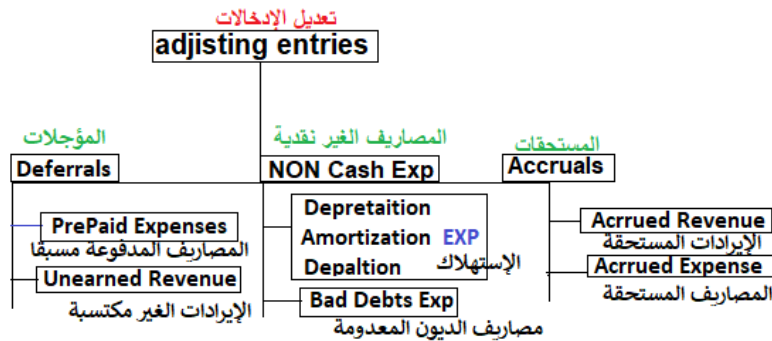 تعديل الإدخالات
adjisting entries
المؤجلات
Deferrals
المصاريف الغير نقدية
NON Cash Exp
المستحقات
Accruals
PrePaid Expenses
المصاريف المدفوعة مسبقا
Unearned Revenue
الإيرادات الغير مكتسبة
Depretaition
Amortization EXP
Depaltion
الإستهلاك
Bad Debts Exp
مصاريف الديون المعدومة
Acrrued Revenue
الإيرادات المستحقة
Acrrued Expense
المصاريف المستحقة